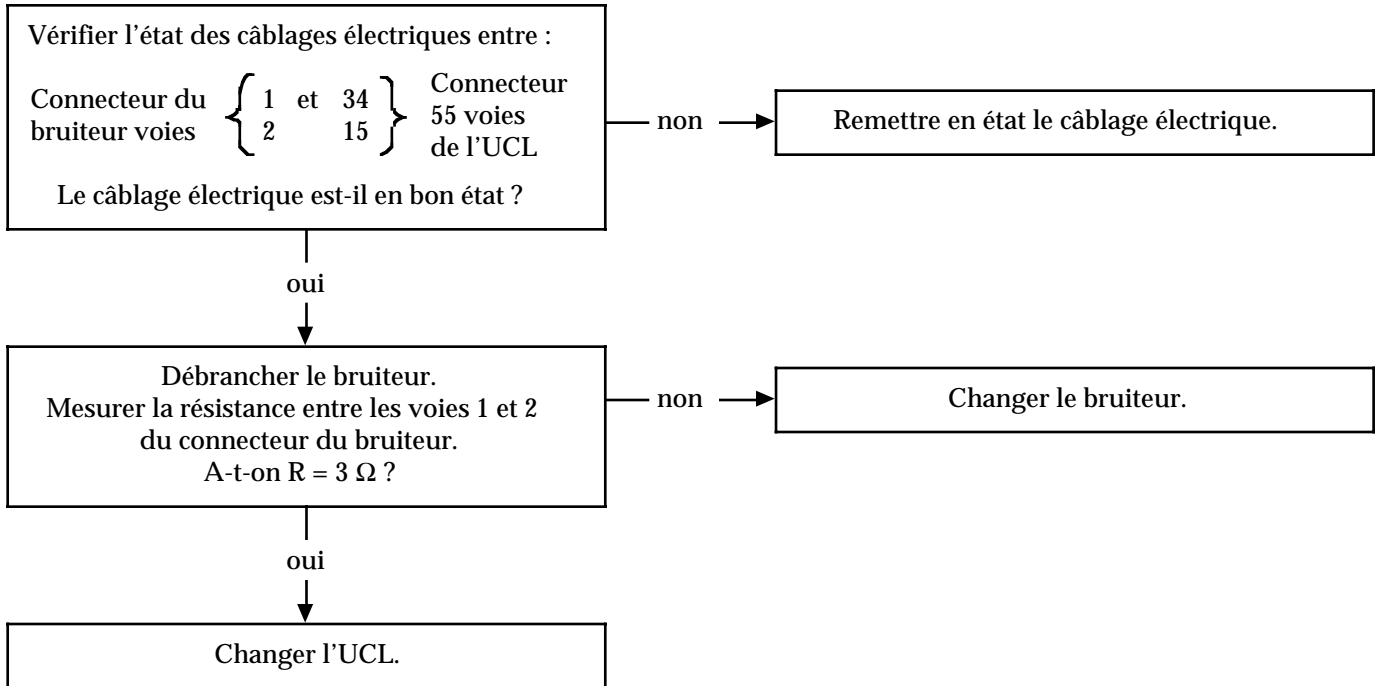 Vérifier l’état des câblages électriques entre :
Connecteur du bruiteur voies { 1 et 34 } Connecteur 55 voies de l’UCL
{ 2 15 }
Le câblage électrique est-il en bon état ?
non
Remettre en état le câblage électrique.
oui
Débrancher le bruiteur.
Mesurer la résistance entre les voies 1 et 2
du connecteur du bruiteur.
A-t-on R = 3 Ω ?
non
Changer le bruiteur.
oui
Changer l’UCL.